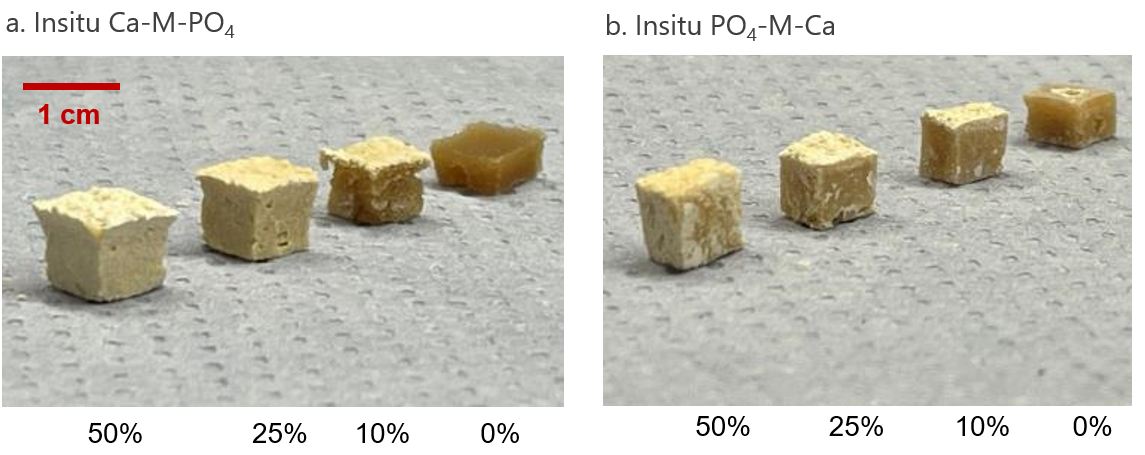 a. Insitu Ca-M-PO₄
b. Insitu PO₄-M-Ca
1 cm
50% 25% 10% 0%
50% 25% 10% 0%